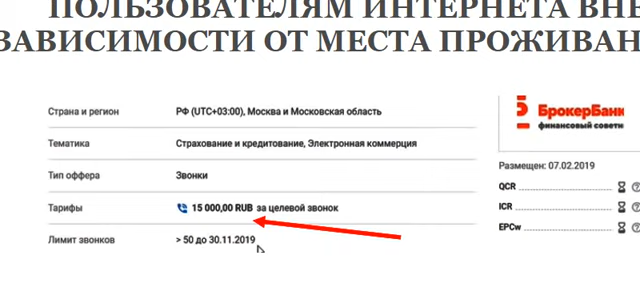 ПОЛЬЗОВАТЕЛЯМ ИНТЕРНЕТА ВНЕ
ЗАВИСИМОСТИ ОТ МЕСТА ПРОЖИВАН
Страна и регион РФ (UTC+03:00), Москва и Московская область
Тематика Страхование и кредитование, Электронная коммерция
Тип оффера Звонки
Тарифы 15 000,00 RUB за целевой звонок
Лимит звонков > 50 до 30.11.2019
БрокерБанк
финансовый советн
Размещен: 07.02.2019
QCR
ICR
EPCw